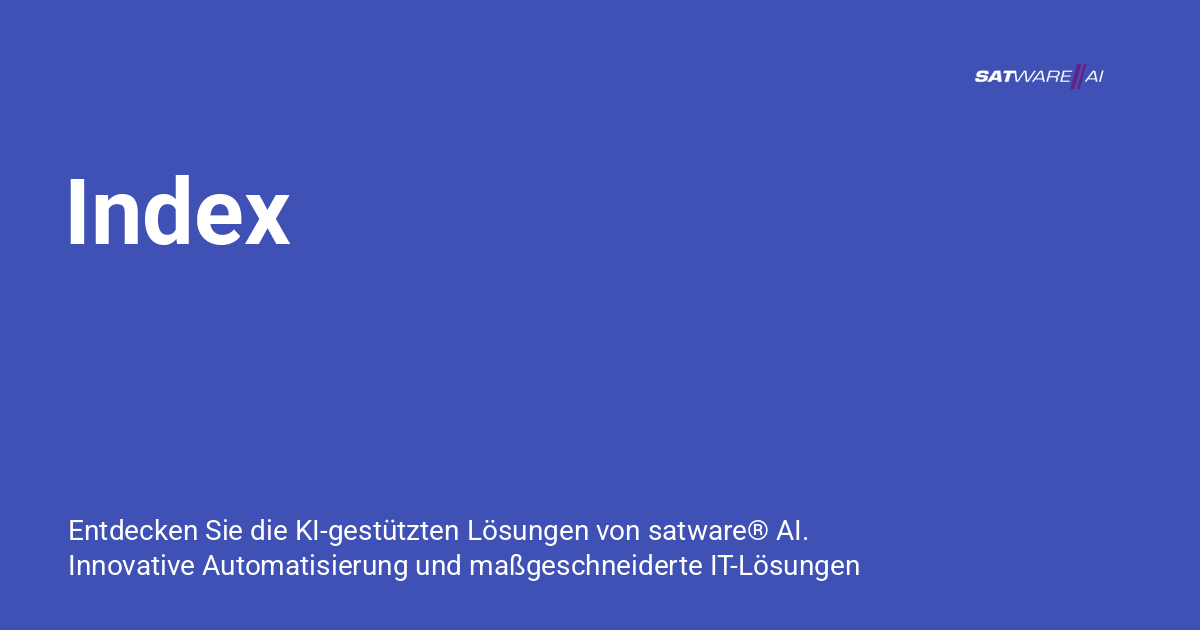 SATWARE//AI
Index
Entdecken Sie die KI-gestützten Lösungen von satware® AI.
Innovative Automatisierung und maßgeschneiderte IT-Lösungen